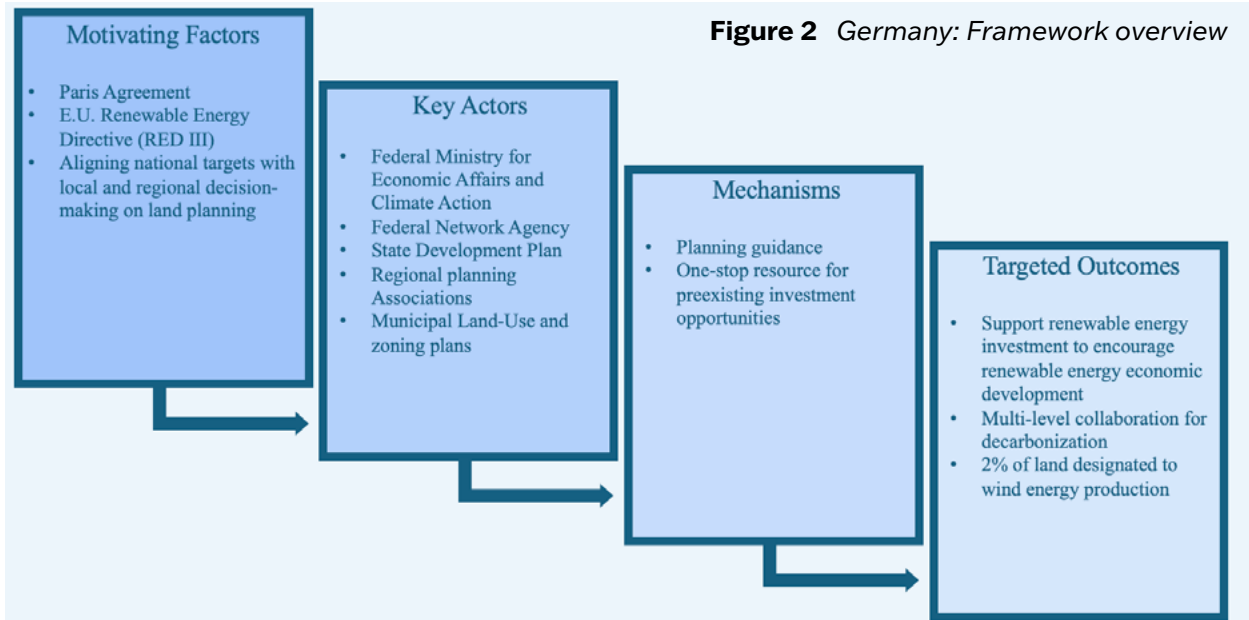 Figure 2 Germany: Framework overview
Motivating Factors
• Paris Agreement
• E.U. Renewable Energy
Directive (RED III)
• Aligning national targets with
local and regional decision-
making on land planning
Key Actors
• Federal Ministry for
Economic Affairs and
Climate Action
• Federal Network Agency
• State Development Plan
• Regional planning
Associations
• Municipal Land-Use and
zoning plans
Mechanisms
• Planning guidance
• One-stop resource for
preexisting investment
opportunities
Targeted Outcomes
• Support renewable energy
investment to encourage
renewable energy economic
development
• Multi-level collaboration for
decarbonization
• 2% of land designated to
wind energy production